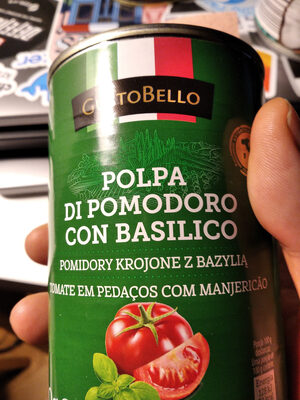 GustoBello
POLPA
DI POMODORO
CON BASILICO
POMIDORY KROJONE Z BAZYLIĄ
TOMATE EM PEDAÇOS COM MANJERICÃO